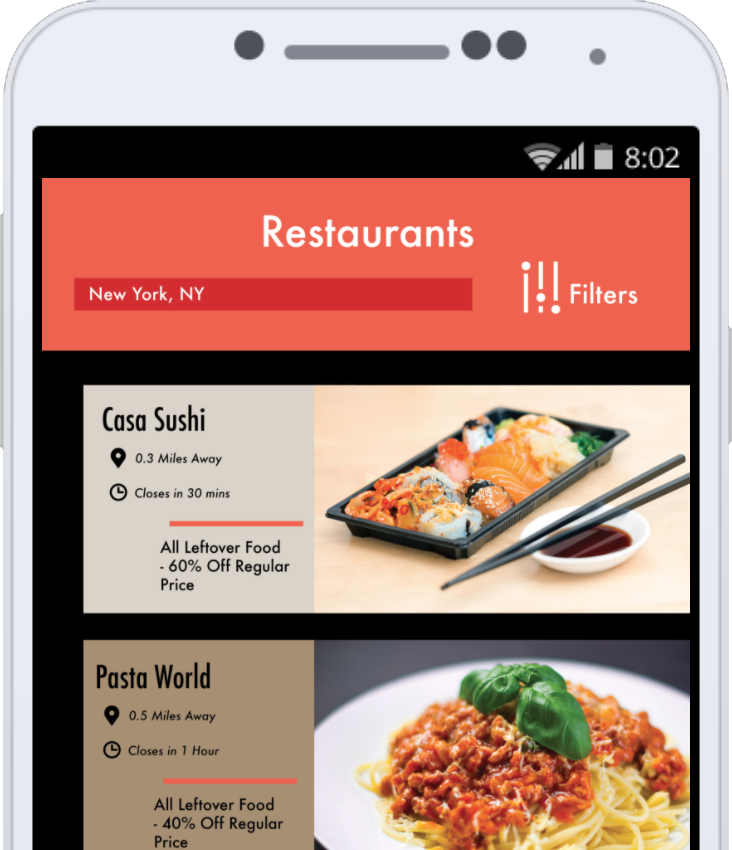 8:02
Restaurants
New York, NY
Filters
Casa Sushi
0.3 Miles Away
Closes in 30 mins
All Leftover Food
- 60% Off Regular
Price
Pasta World
0.5 Miles Away
Closes in 1 Hour
All Leftover Food
- 40% Off Regular
Price